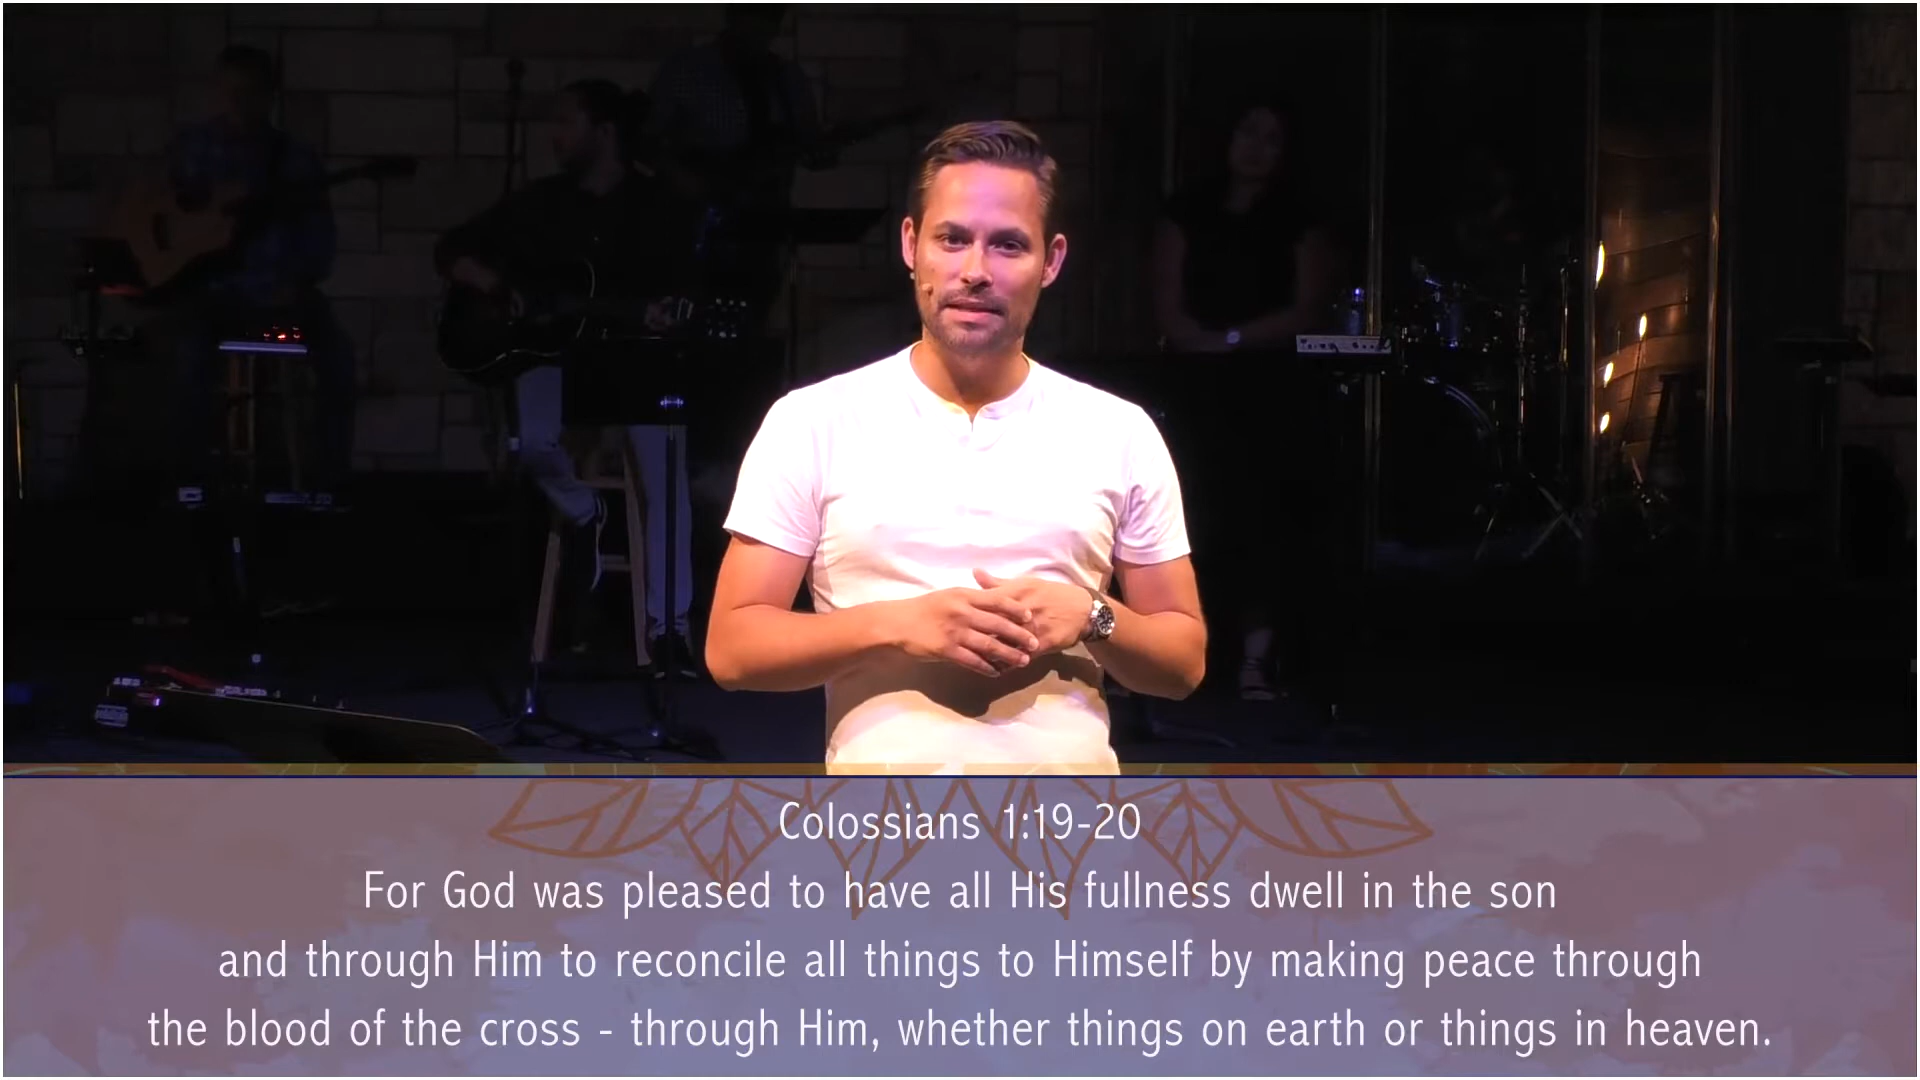 Colossians 1:19-20
For God was pleased to have all His fullness dwell in the son
and through Him to reconcile all things to Himself by making peace through
the blood of the cross - through Him, whether things on earth or things in heaven.